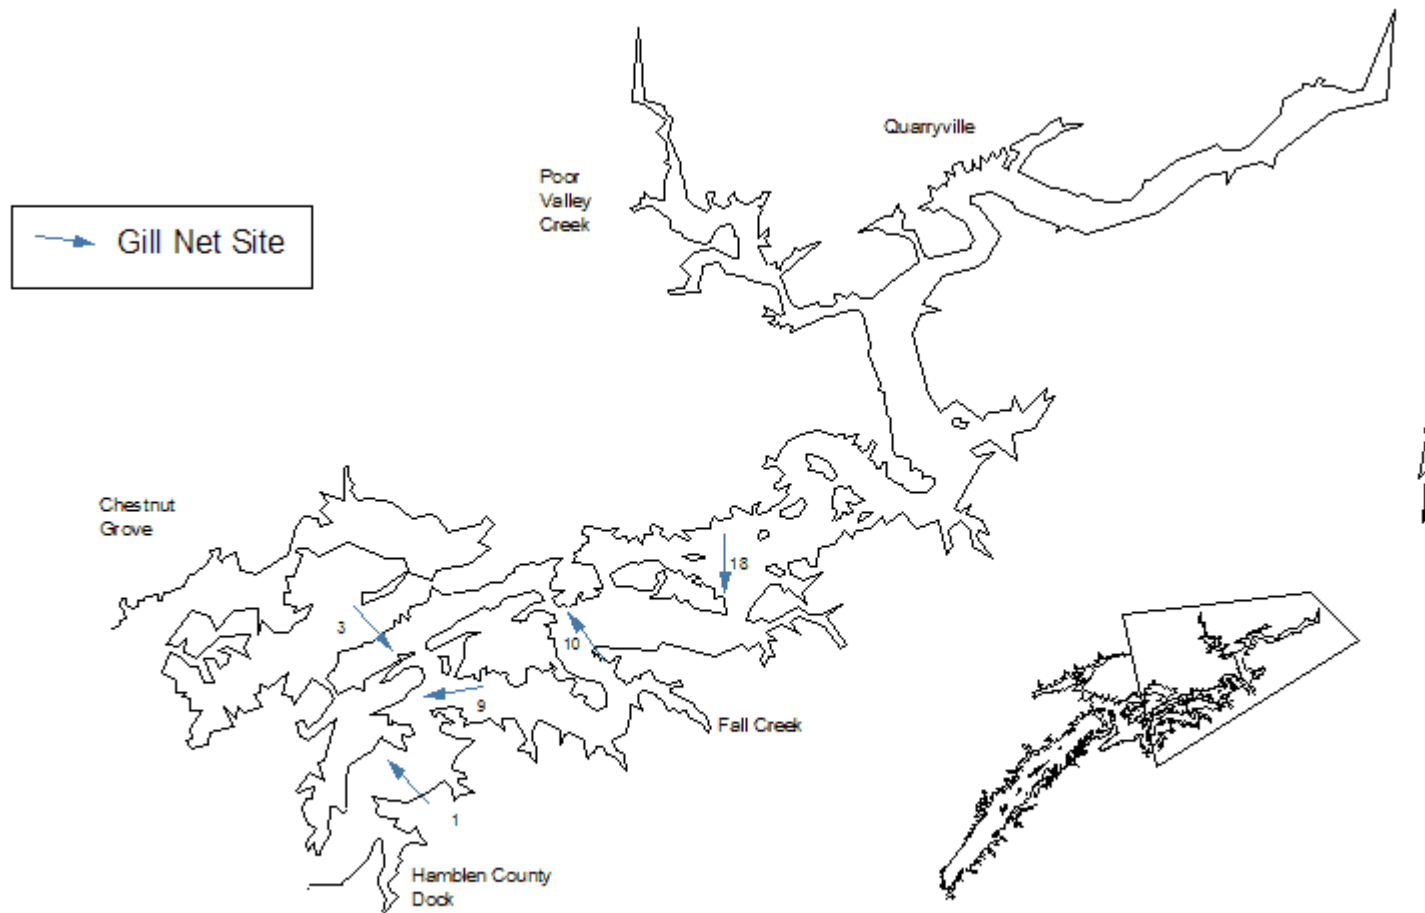 Quarryville
Poor
Valley
Creek
Gill Net Site
Chestnut
Grove
18
3
10
9
Fall Creek
1
Hamblen County
Dock